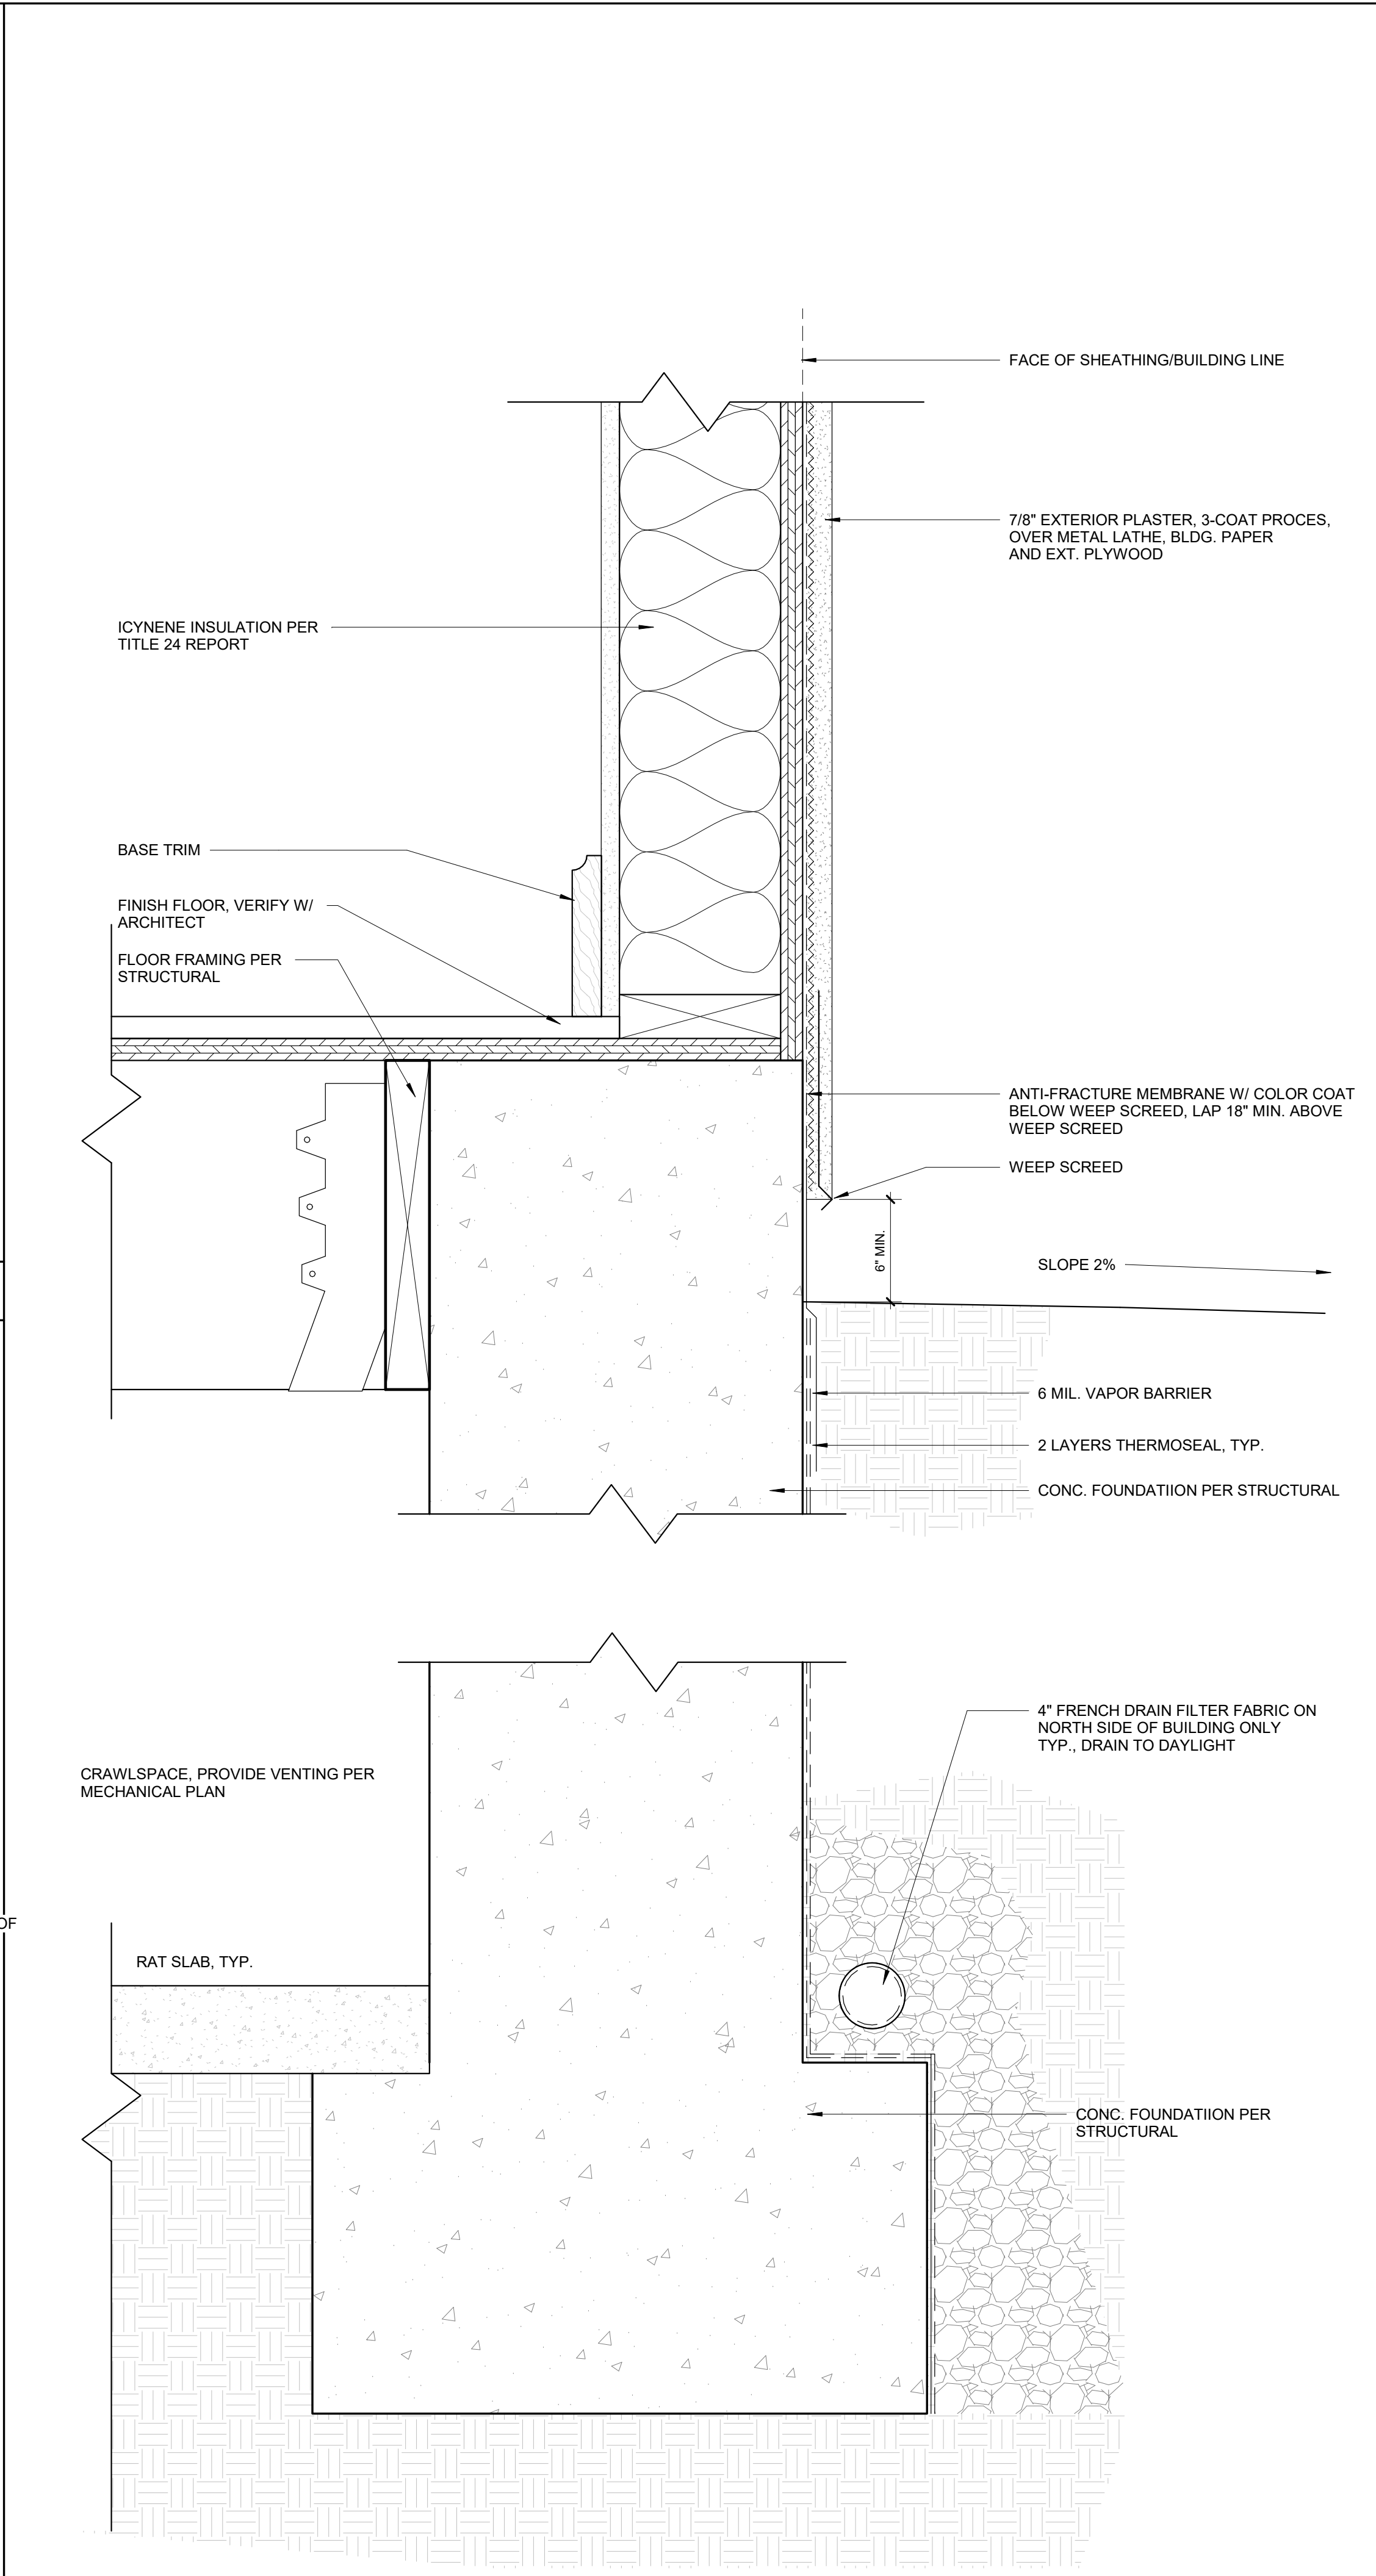 FACE OF SHEATHING/BUILDING LINE
7/8" EXTERIOR PLASTER, 3-COAT PROCES,
OVER METAL LATHE, BLDG. PAPER
AND EXT. PLYWOOD
ICYNENE INSULATION PER
TITLE 24 REPORT
BASE TRIM
FINISH FLOOR, VERIFY W/
ARCHITECT
FLOOR FRAMING PER
STRUCTURAL
ANTI-FRACTURE MEMBRANE W/ COLOR COAT
BELOW WEEP SCREED, LAP 18" MIN. ABOVE
WEEP SCREED
WEEP SCREED
6" MIN.
SLOPE 2%
6 MIL. VAPOR BARRIER
2 LAYERS THERMOSEAL, TYP.
CONC. FOUNDATIION PER STRUCTURAL
4" FRENCH DRAIN FILTER FABRIC ON
NORTH SIDE OF BUILDING ONLY
TYP., DRAIN TO DAYLIGHT
CRAWLSPACE, PROVIDE VENTING PER
MECHANICAL PLAN
OF
RAT SLAB, TYP.
CONC. FOUNDATIION PER
STRUCTURAL